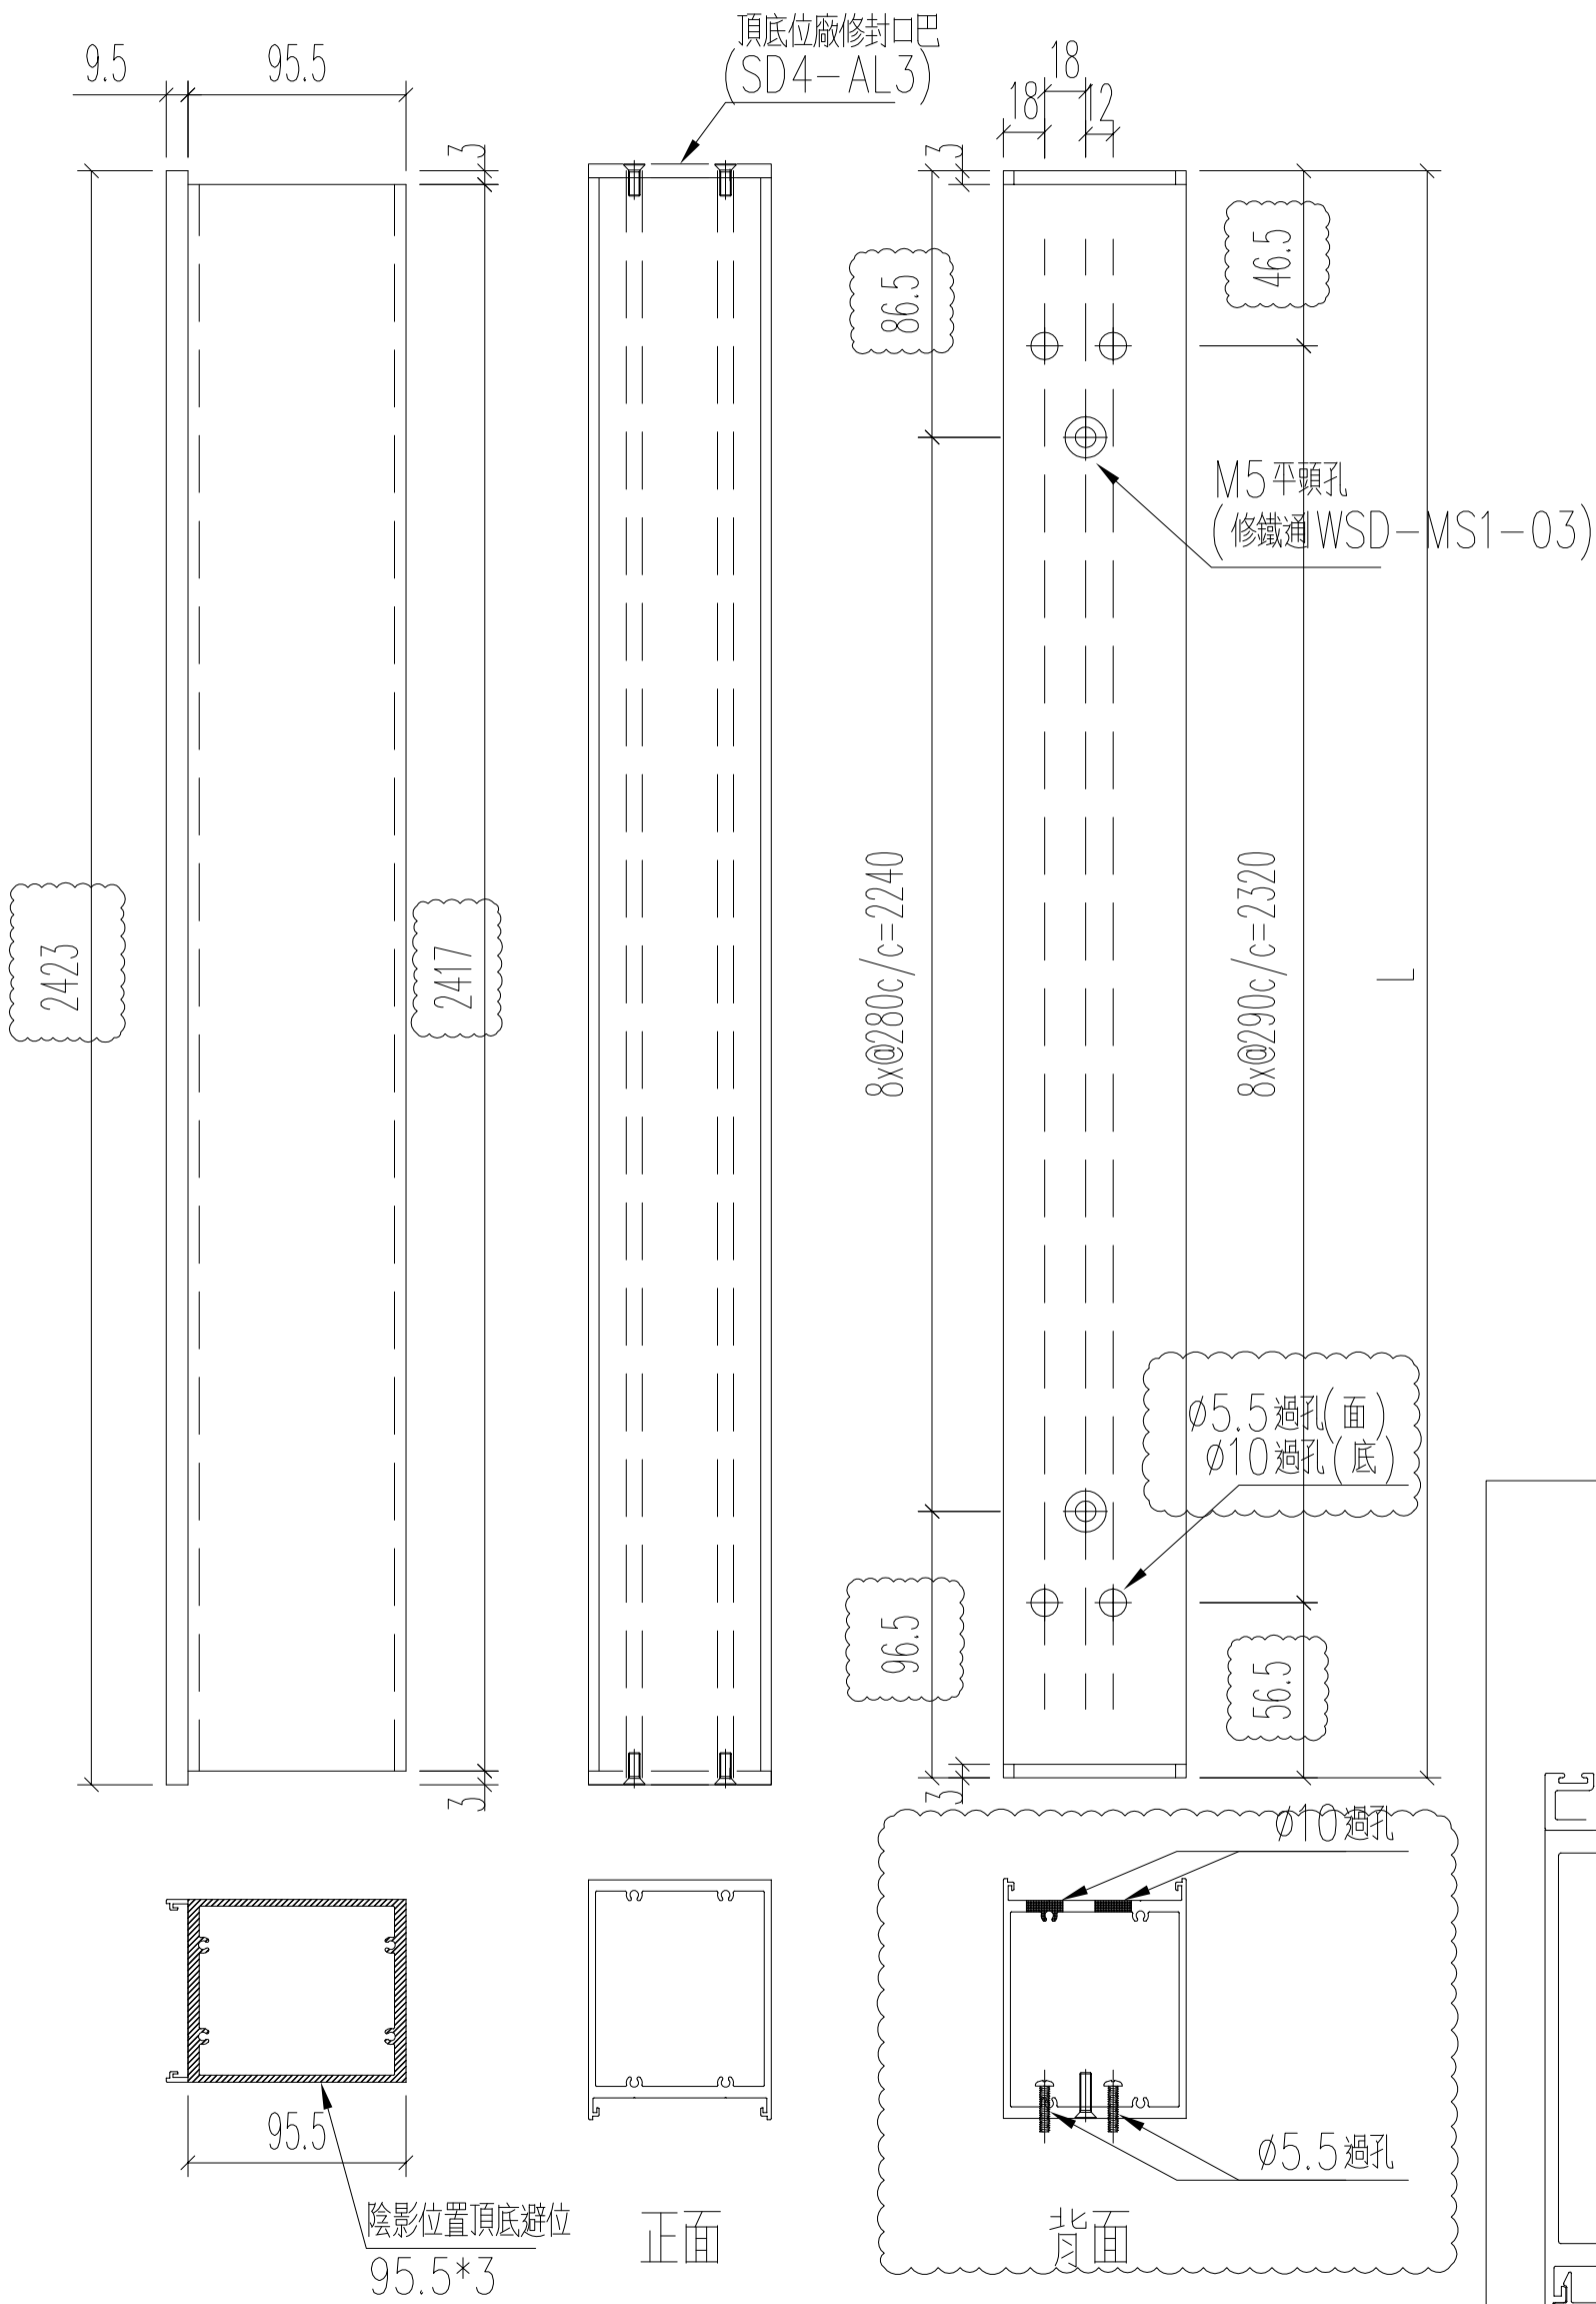 頂底位廠修封口巴
(SD4-AL3)
9.5
95.5
18
18
12
3
3
46.5
86.5
M5平頭孔
(修鐵通WSD-MS1-03)
2423
2417
8x@280c/c=2240
8x@290c/c=2320
L
ø5.5過孔(面)
ø10過孔(底)
96.5
56.5
3
3
ø10過孔
95.5
ø5.5過孔
陰影位置頂底避位
95.5*3
正面
背面